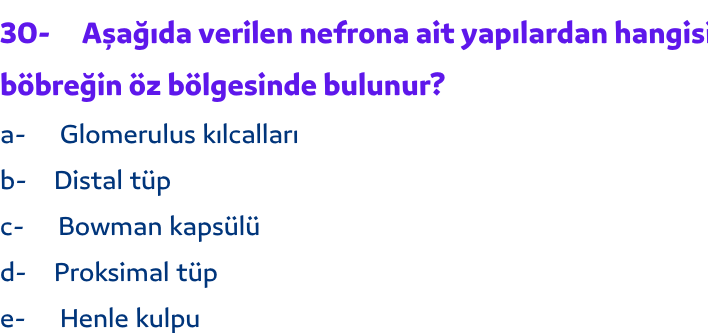 30- Aşağıda verilen nefrona ait yapılardan hangisi
böbreğin öz bölgesinde bulunur?
a- Glomerulus kılcalları
b- Distal tüp
c- Bowman kapsülü
d- Proksimal tüp
e- Henle kulpu